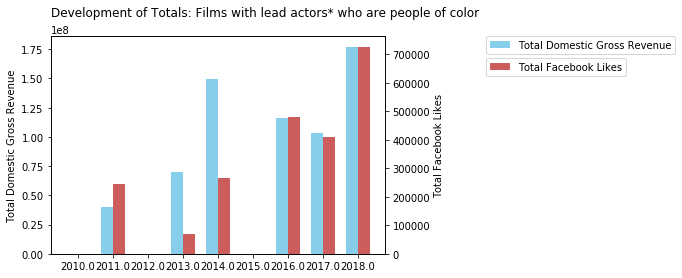 Development of Totals: Films with lead actors* who are people of color
1e8
1.75
1.50
1.25
1.00
0.75
0.50
0.25
0.00
Total Domestic Gross Revenue
2010.0 2011.0 2012.0 2013.0 2014.0 2015.0 2016.0 2017.0 2018.0
700000
600000
500000
400000
300000
200000
100000
0
Total Facebook Likes
Total Domestic Gross Revenue
Total Facebook Likes